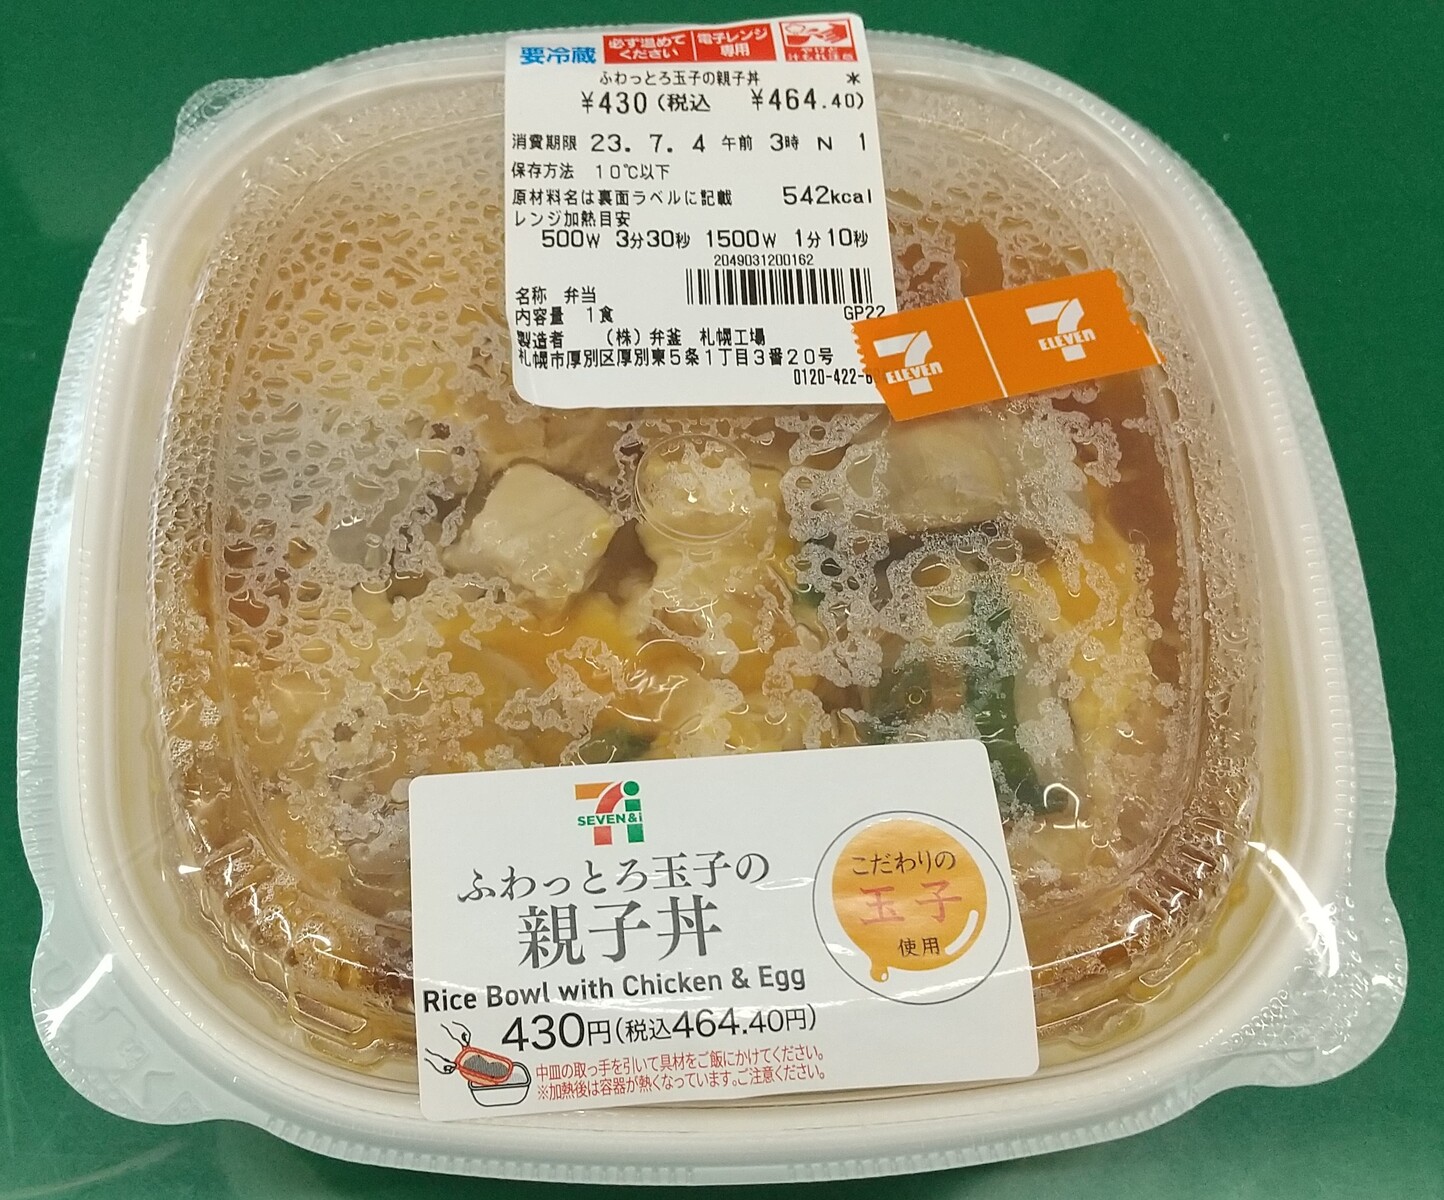 要冷蔵 必ず温めて 電子レンジ
ください 専用
汁もれ注意
ふわっとろ玉子の親子丼 *
¥430(税込 ¥464.40)
消費期限 23. 7. 4 午前 3時 N 1
保存方法 10℃以下
原材料名は裏面ラベルに記載 542kcal
レンジ加熱目安
500W 3分30秒 1500W 1分10秒
2049031200162
名称 弁当
内容量 1食 GP22
製造者 (株)弁釜 札幌工場
札幌市厚別区厚別東5条1丁目3番20号
0120-422-6
7 ELEVEN 7 ELEVEN
7i SEVEN&i
ふわっとろ玉子の
親子丼
Rice Bowl with Chicken & Egg
430円(税込464.40円)
中皿の取っ手を引いて具材をご飯にかけてください。
※加熱後は容器が熱くなっています。ご注意ください。
こだわりの
玉子
使用